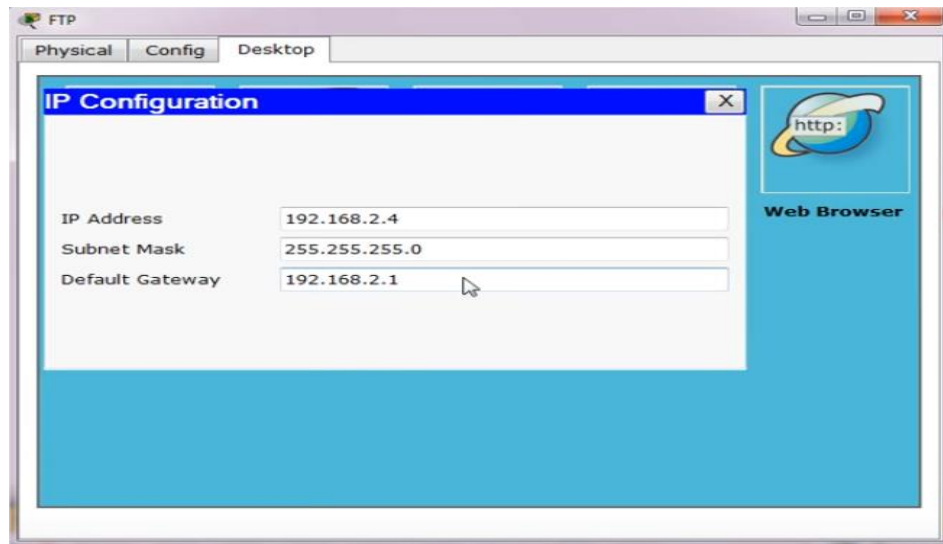 FTP
Physical Config Desktop
IP Configuration X
http:
IP Address 192.168.2.4
Web Browser
Subnet Mask 255.255.255.0
Default Gateway 192.168.2.1